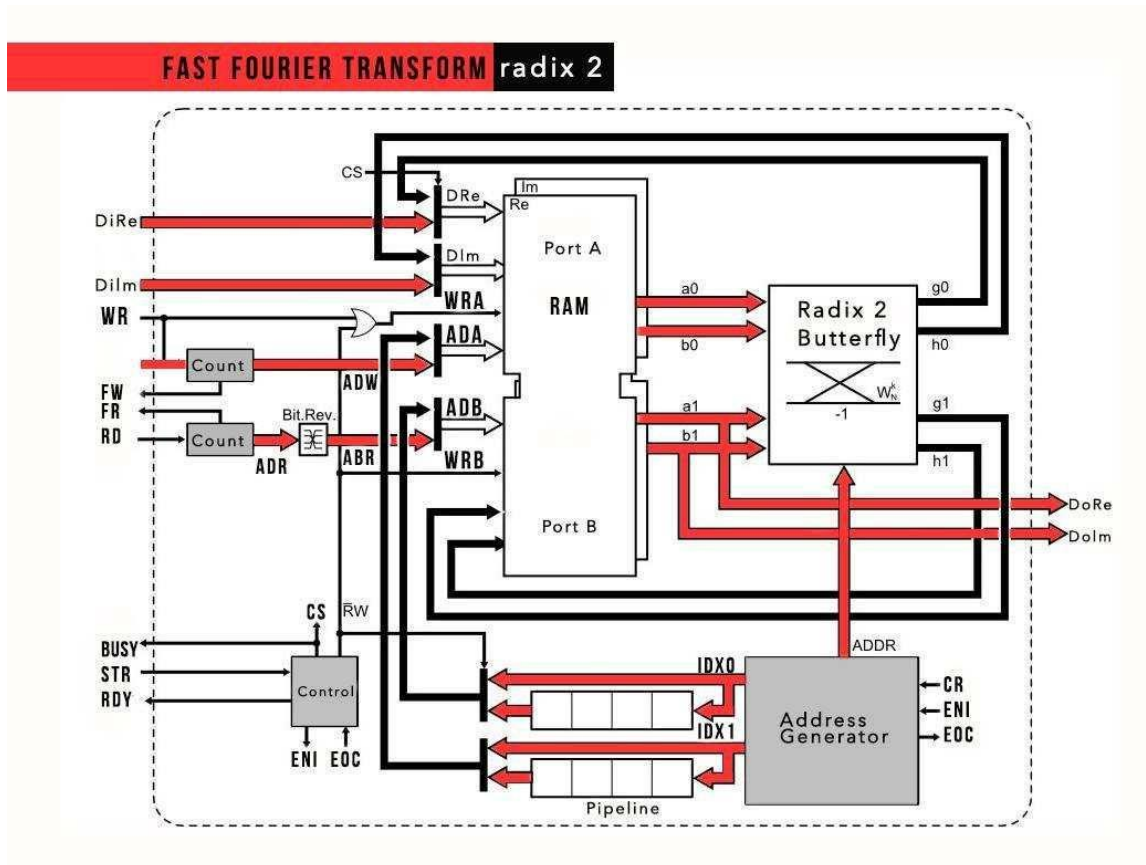 FAST FOURIER TRANSFORM radix 2
CS
DRe
Im
Re
DiRe
DIm
Port A
DiIm
WRA
RAM
a0
g0
WR
Radix 2
Butterfly
ADA
b0
h0
Count
ADW
FW
FR
ADB
a1
g1
-1
RD
Count
Bit.Rev.
b1
h1
ADR
ABR
WRB
DoRe
Port B
DoIm
CS
R̅W
BUSY
ADDR
STR
IDX0
RDY
Control
CR
ENI
IDX1
Address
Generator
EOC
ENI EOC
Pipeline